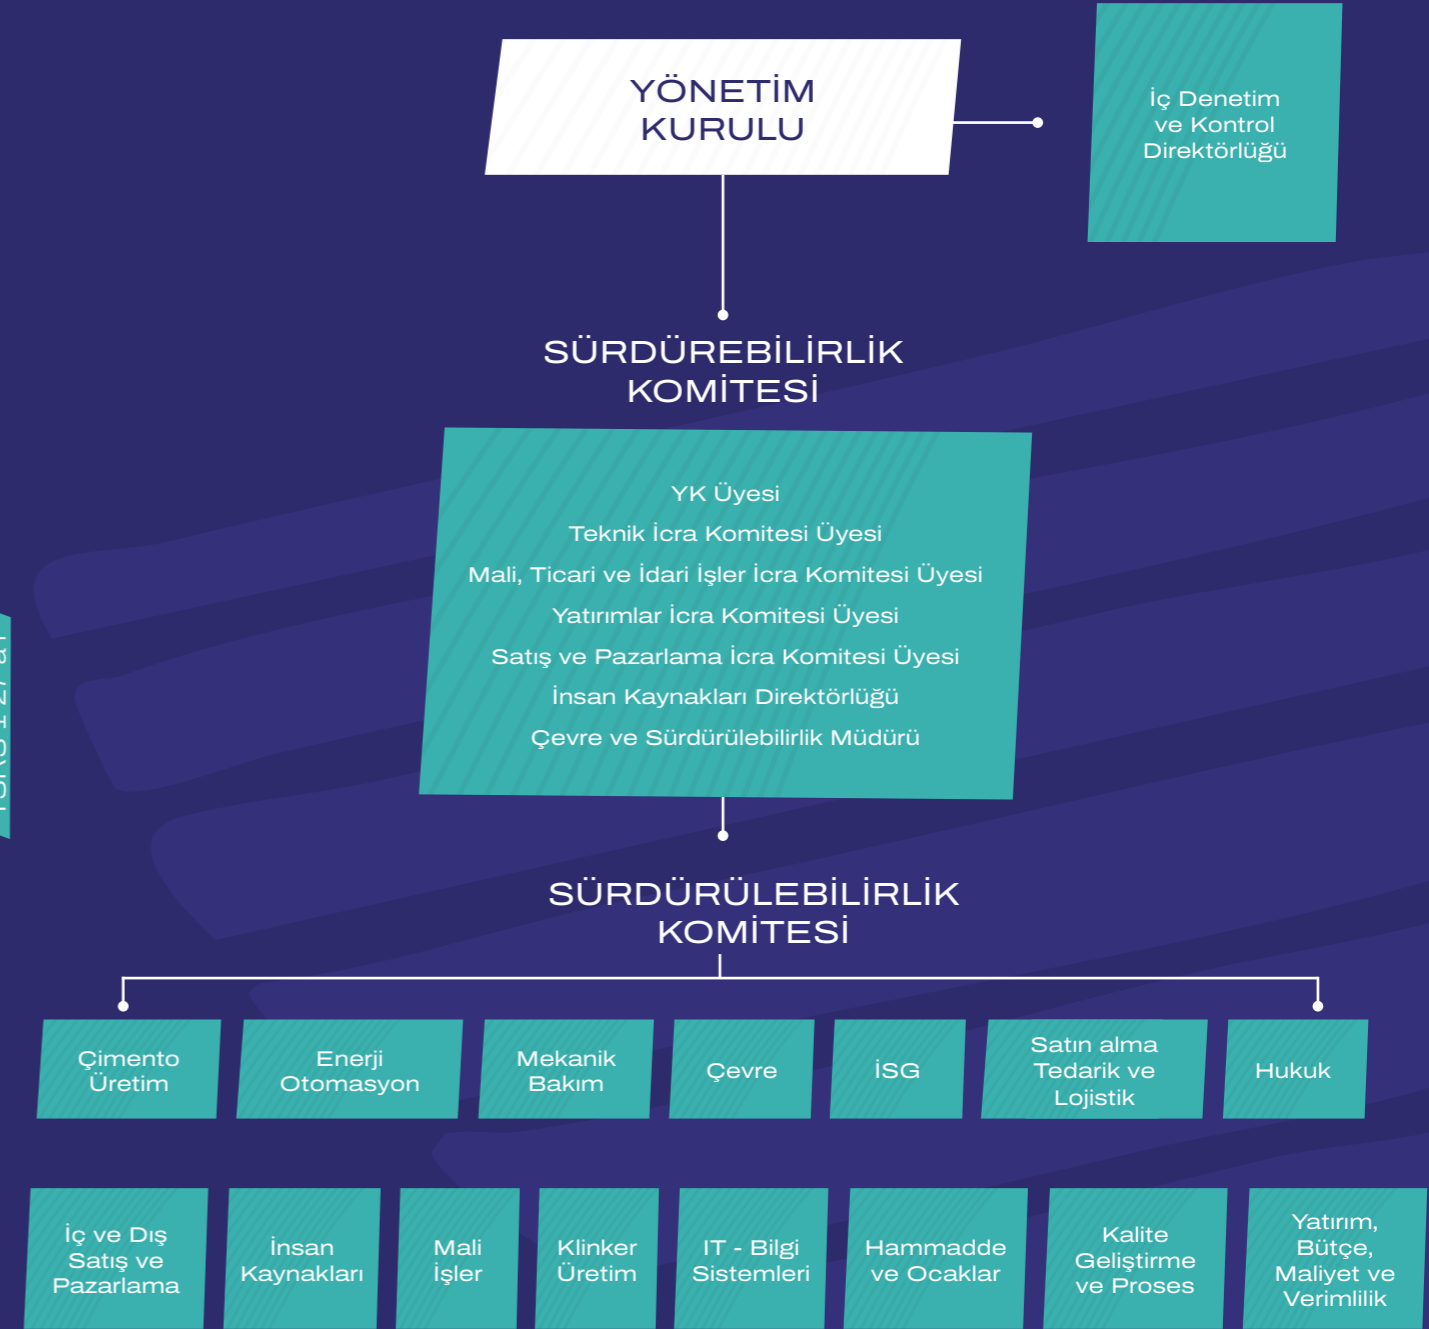 YÖNETİM
KURULU
İç Denetim
ve Kontrol
Direktörlüğü
SÜRDÜREBİLİRLİK
KOMİTESİ
YK Üyesi
Teknik İcra Komitesi Üyesi
Mali, Ticari ve İdari İşler İcra Komitesi Üyesi
Yatırımlar İcra Komitesi Üyesi
Satış ve Pazarlama İcra Komitesi Üyesi
İnsan Kaynakları Direktörlüğü
Çevre ve Sürdürülebilirlik Müdürü
SÜRDÜRÜLEBİLİRLİK
KOMİTESİ
Çimento
Üretim
Enerji
Otomasyon
Mekanik
Bakım
Çevre
İSG
Satın alma
Tedarik ve
Lojistik
Hukuk
İç ve Dış
Satış ve
Pazarlama
İnsan
Kaynakları
Mali
İşler
Klinker
Üretim
IT - Bilgi
Sistemleri
Hammadde
ve Ocaklar
Kalite
Geliştirme
ve Proses
Yatırım,
Bütçe,
Maliyet ve
Verimlilik